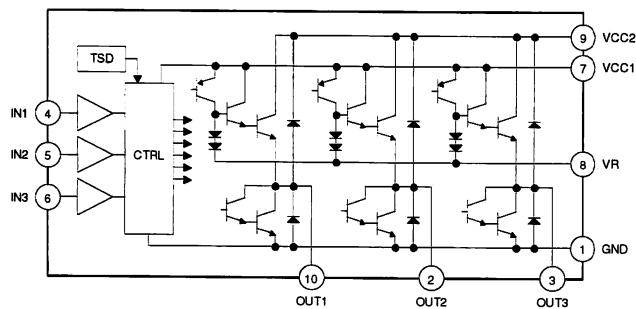 9 VCC2
TSD
7 VCC1
IN1 4
IN2 5
CTRL
8 VR
IN3 6
1 GND
10 2 3
OUT1 OUT2 OUT3